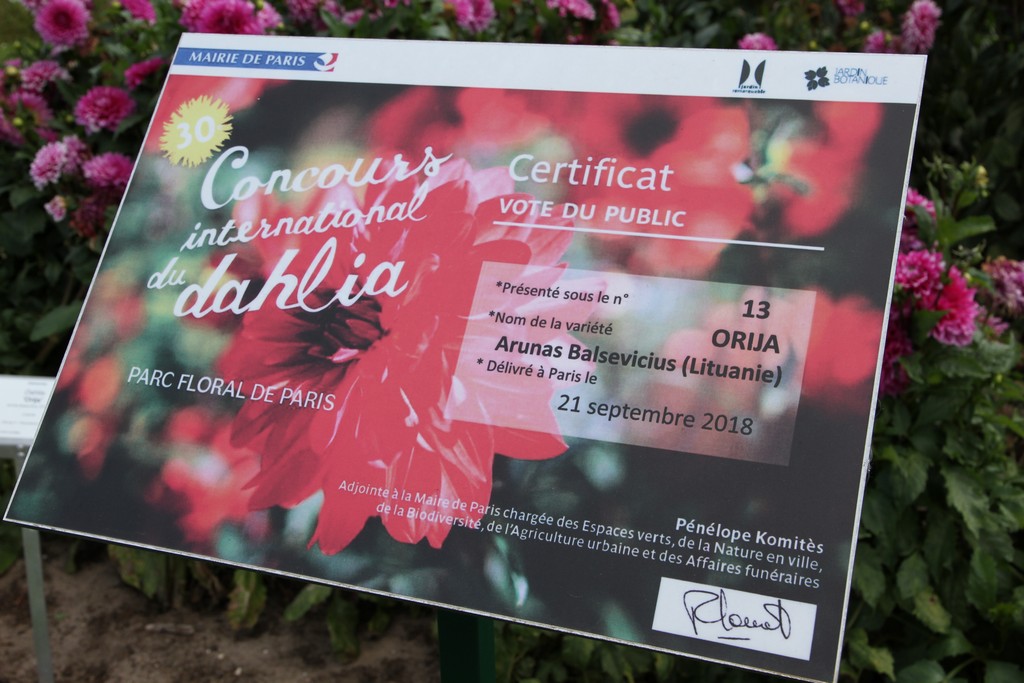 MAIRIE DE PARIS
jardin remarquable
JARDIN
BOTANIQUE
30
Concours
international
du dahlia
PARC FLORAL DE PARIS
Certificat
VOTE DU PUBLIC
*Présenté sous le n° 13
*Nom de la variété ORIJA
Arunas Balsevicius (Lituanie)
* Délivré à Paris le
21 septembre 2018
Pénélope Komitès
Adjointe à la Maire de Paris chargée des Espaces verts, de la Nature en ville,
de la Biodiversité, de l'Agriculture urbaine et des Affaires funéraires